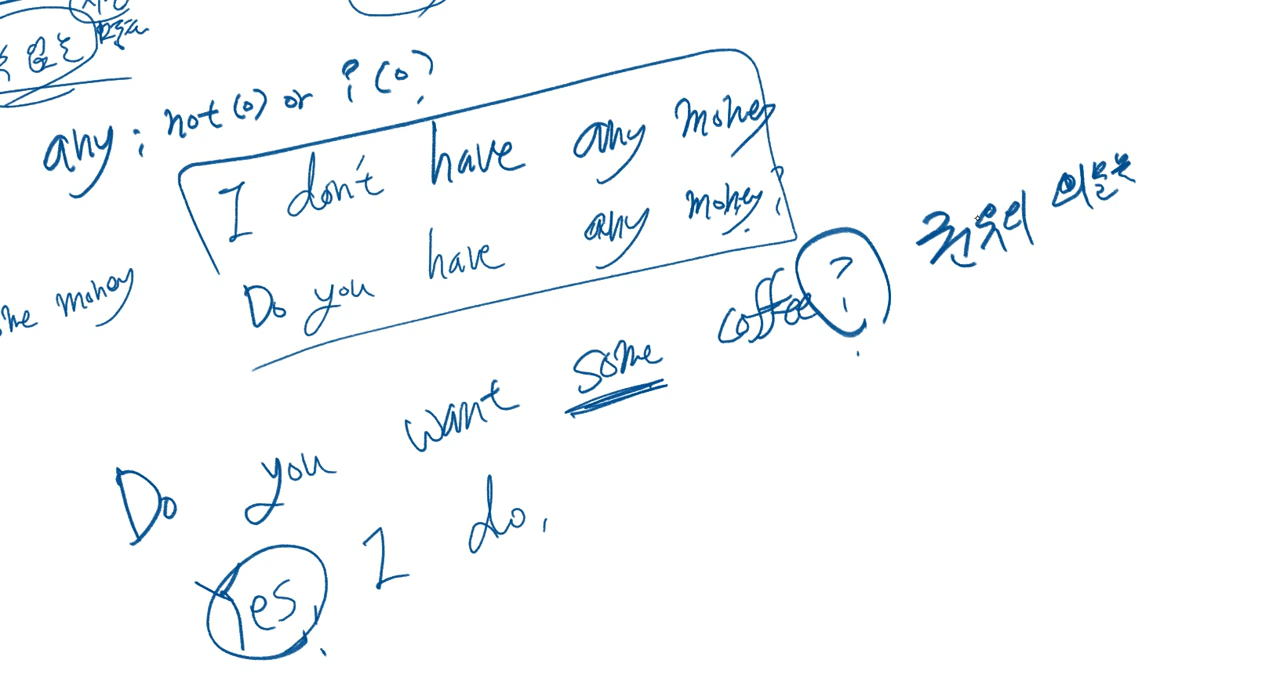 any ; not (o) or ? (o)
I don't have any money
Do you have any money?
money
Do you want some coffee?
권유의 의문문
Yes, I do.